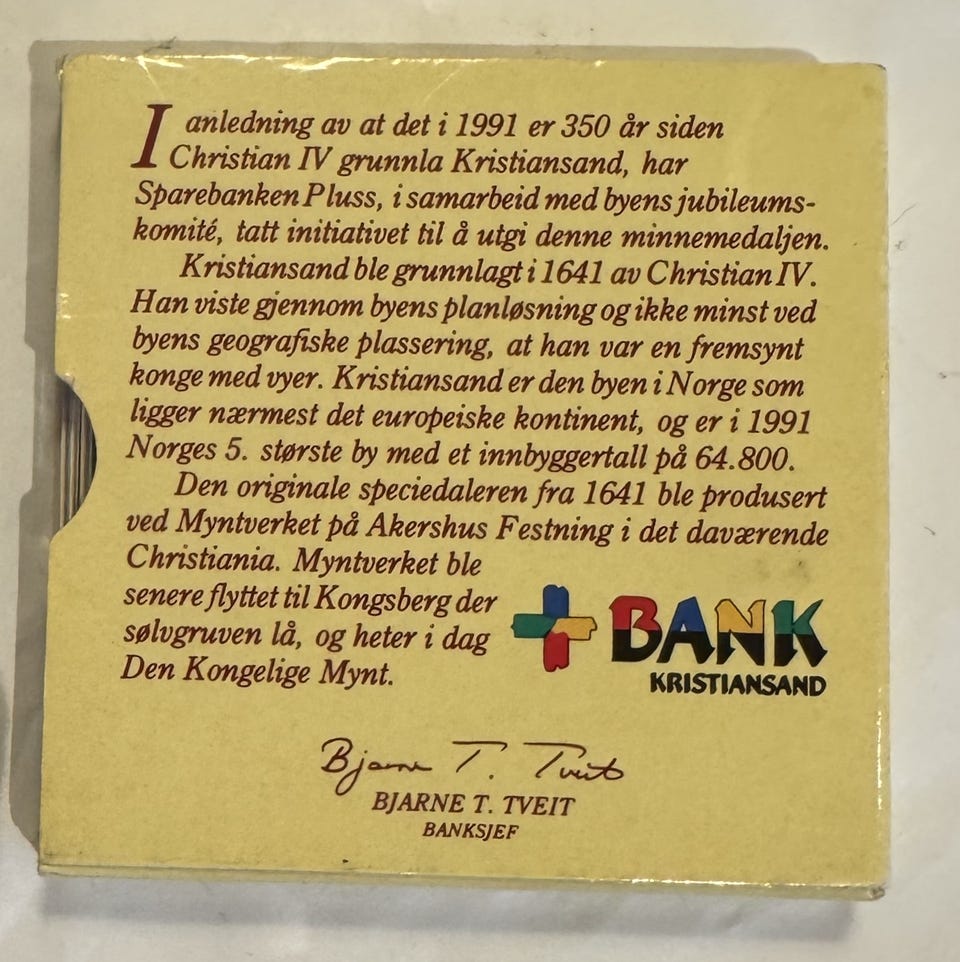 I anledning av at det i 1991 er 350 år siden
Christian IV grunnla Kristiansand, har
Sparebanken Pluss, i samarbeid med byens jubileums-
komité, tatt initiativet til å utgi denne minnemedaljen.
Kristiansand ble grunnlagt i 1641 av Christian IV.
Han viste gjennom byens planløsning og ikke minst ved
byens geografiske plassering, at han var en fremsynt
konge med vyer. Kristiansand er den byen i Norge som
ligger nærmest det europeiske kontinent, og er i 1991
Norges 5. største by med et innbyggertall på 64.800.
Den originale speciedaleren fra 1641 ble produsert
ved Myntverket på Akershus Festning i det daværende
Christiania. Myntverket ble
senere flyttet til Kongsberg der
sølvgruven lå, og heter i dag
Den Kongelige Mynt.
BANK
KRISTIANSAND
Bjarne T. Tveit
BJARNE T. TVEIT
BANKSJEF